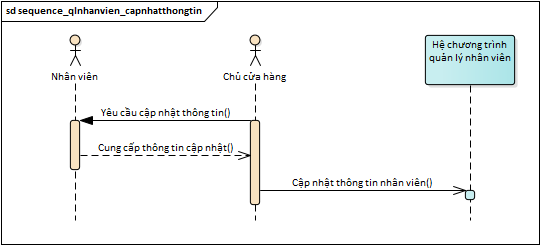 sd sequence_qlnhanvien_capnhatthongtin
Nhân viên
Chủ cửa hàng
Hệ chương trình
quản lý nhân viên
Yêu cầu cập nhật thông tin()
Cung cấp thông tin cập nhật()
Cập nhật thông tin nhân viên()